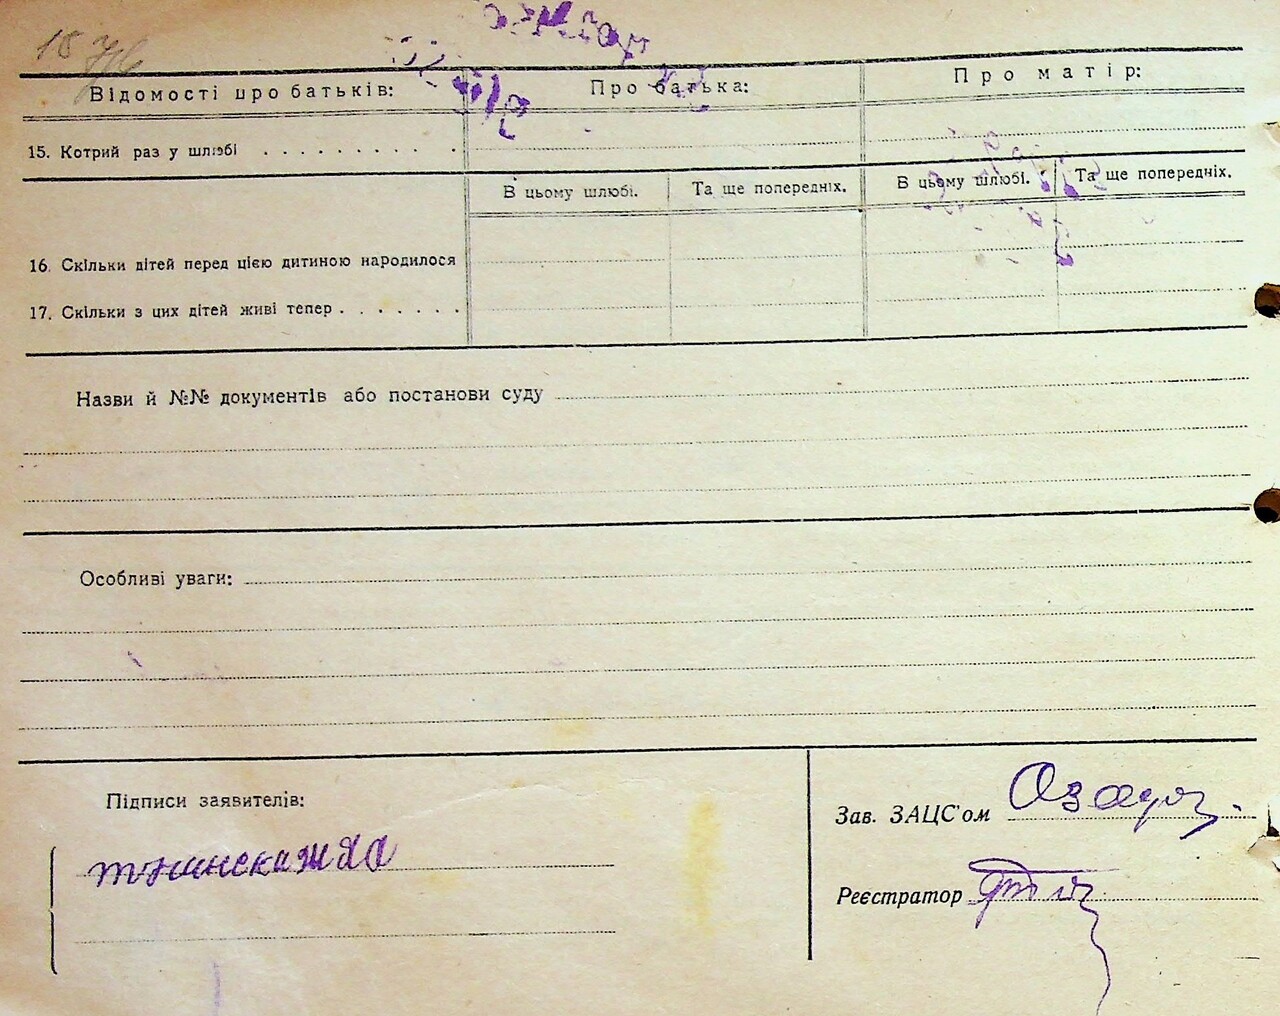 Відомості про батьків: Про батька: Про матір:
15. Котрий раз у шлюбі . . . . . . . . . .
В цьому шлюбі. Та ще попередніх. В цьому шлюбі. Та ще попередніх.
16. Скільки дітей перед цією дитиною народилося
17. Скільки з цих дітей живі тепер . . . . . . .
Назви й №№ документів або постанови суду
Особливі уваги:
Підписи заявителів:
Зав. ЗАЦС'ом
Реєстратор